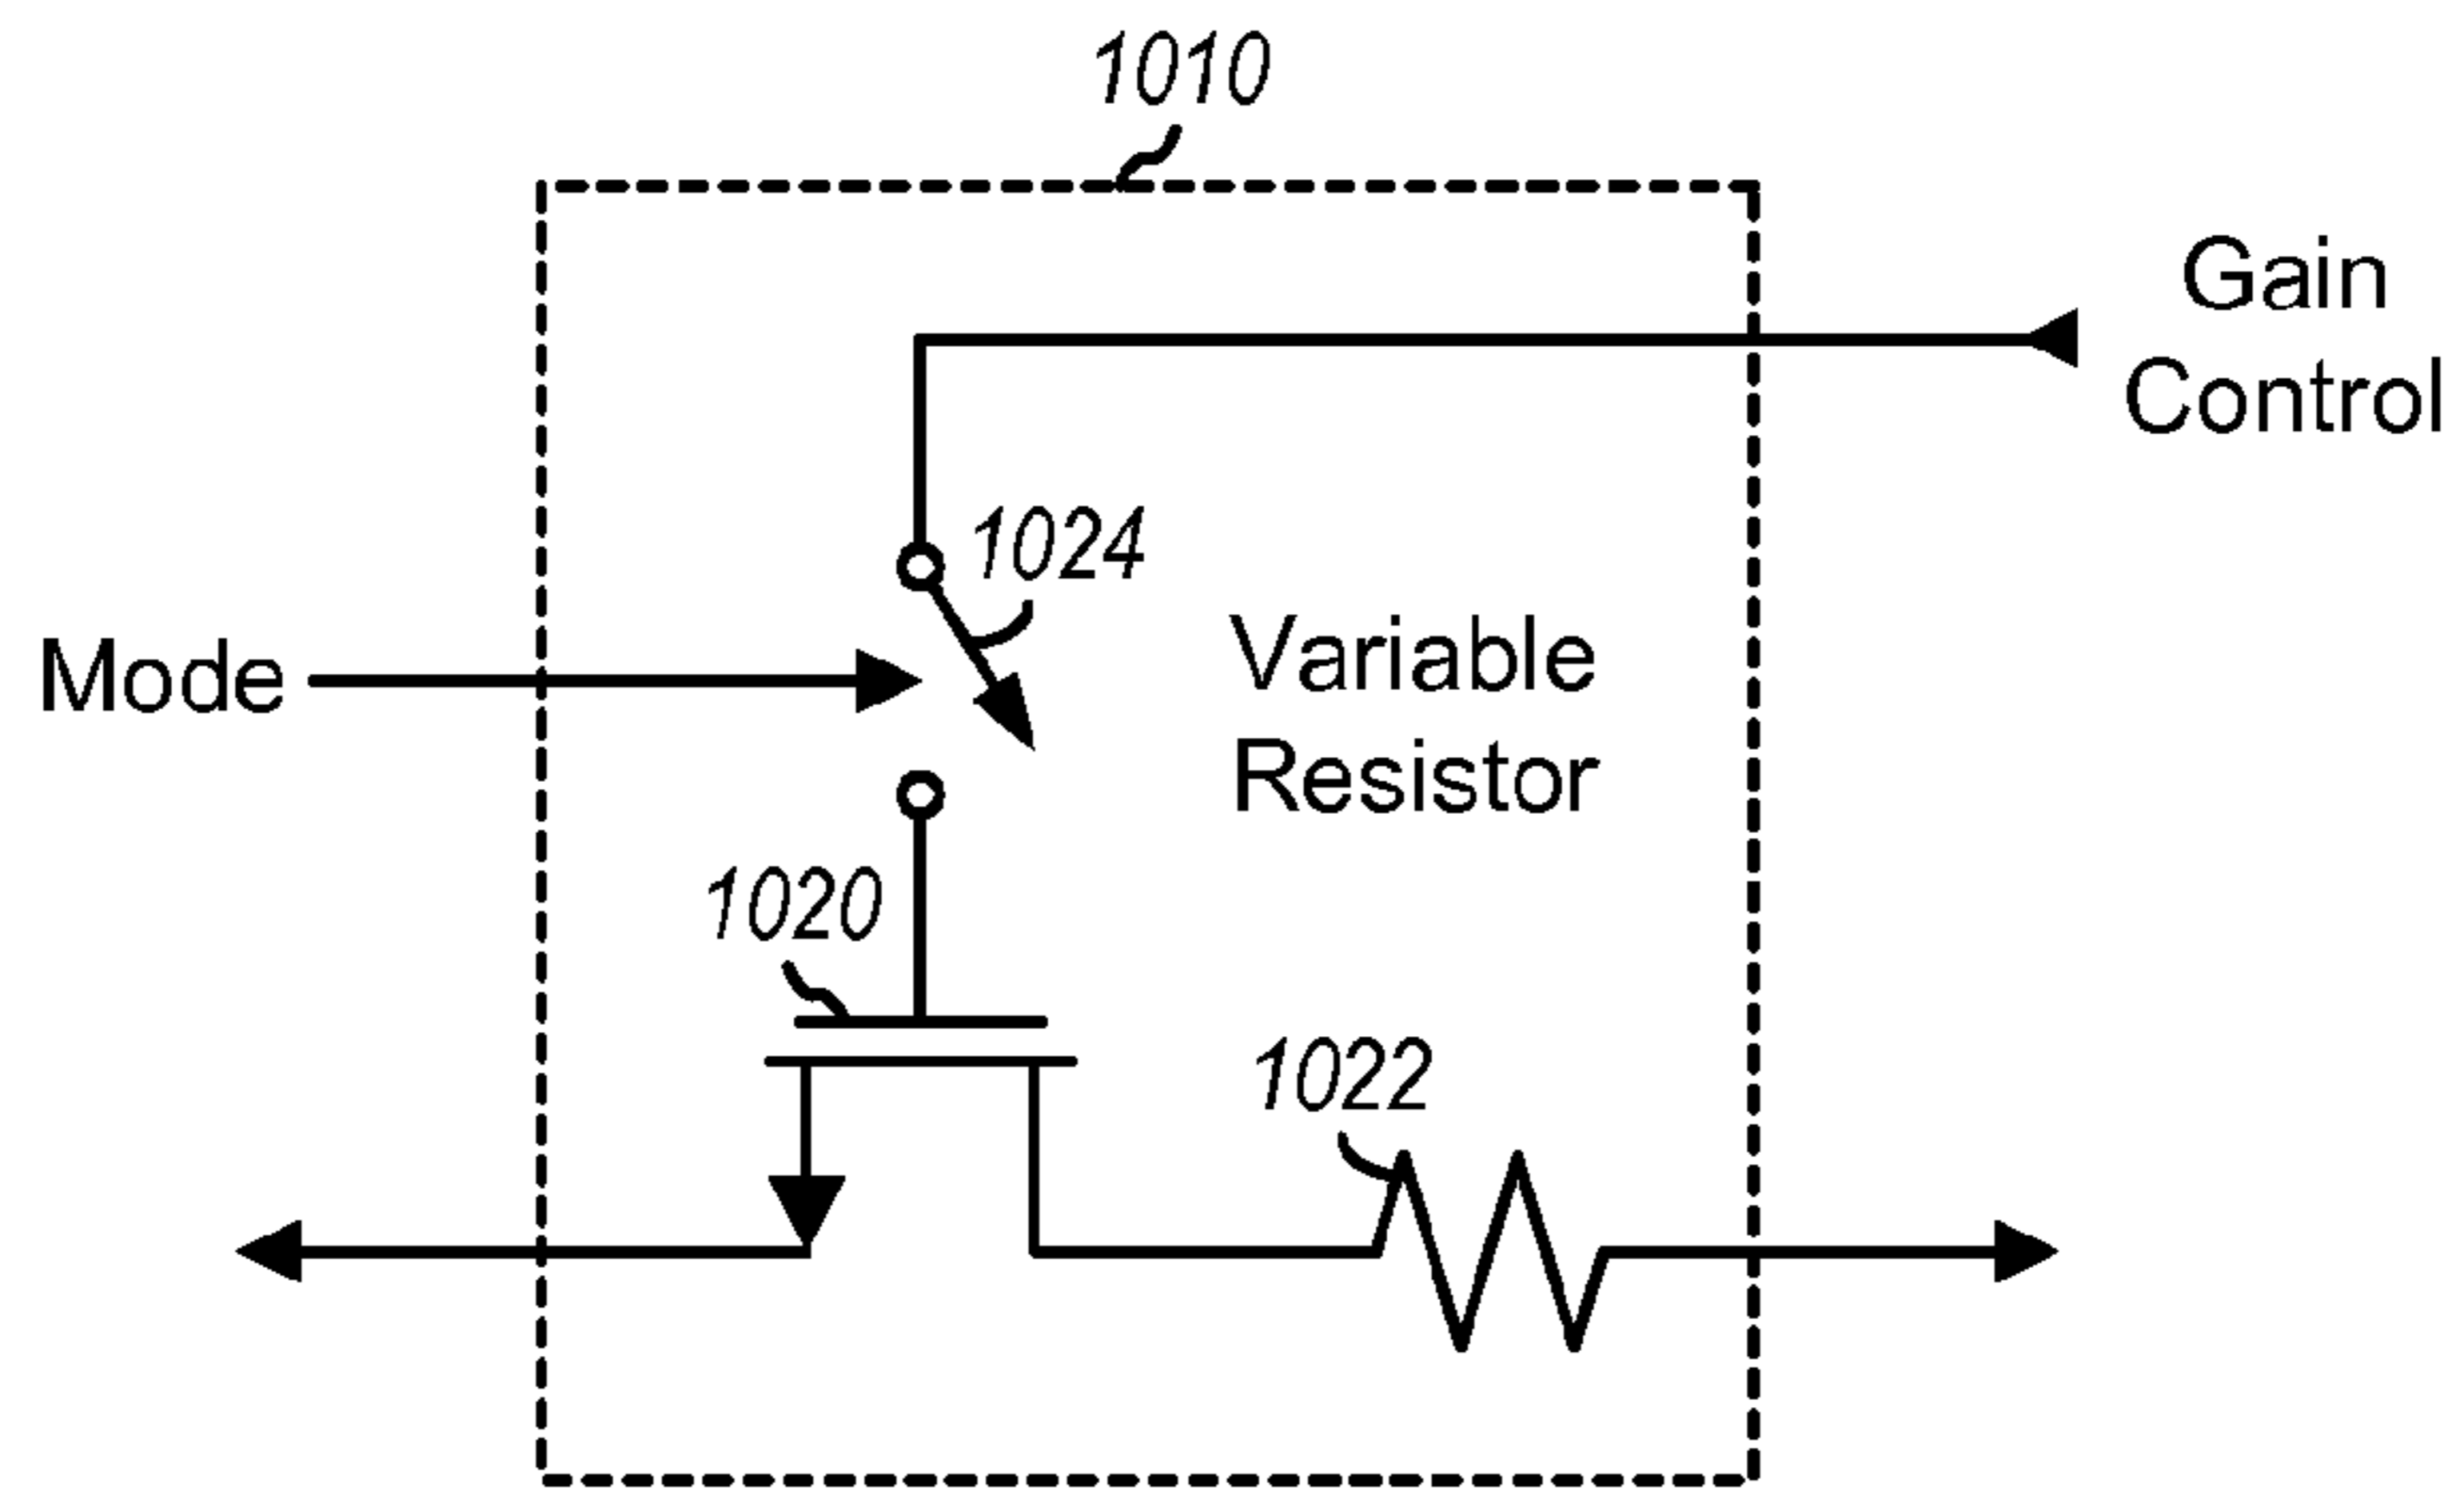 1010
Gain
Control
1024
Mode
Variable
Resistor
1020
1022